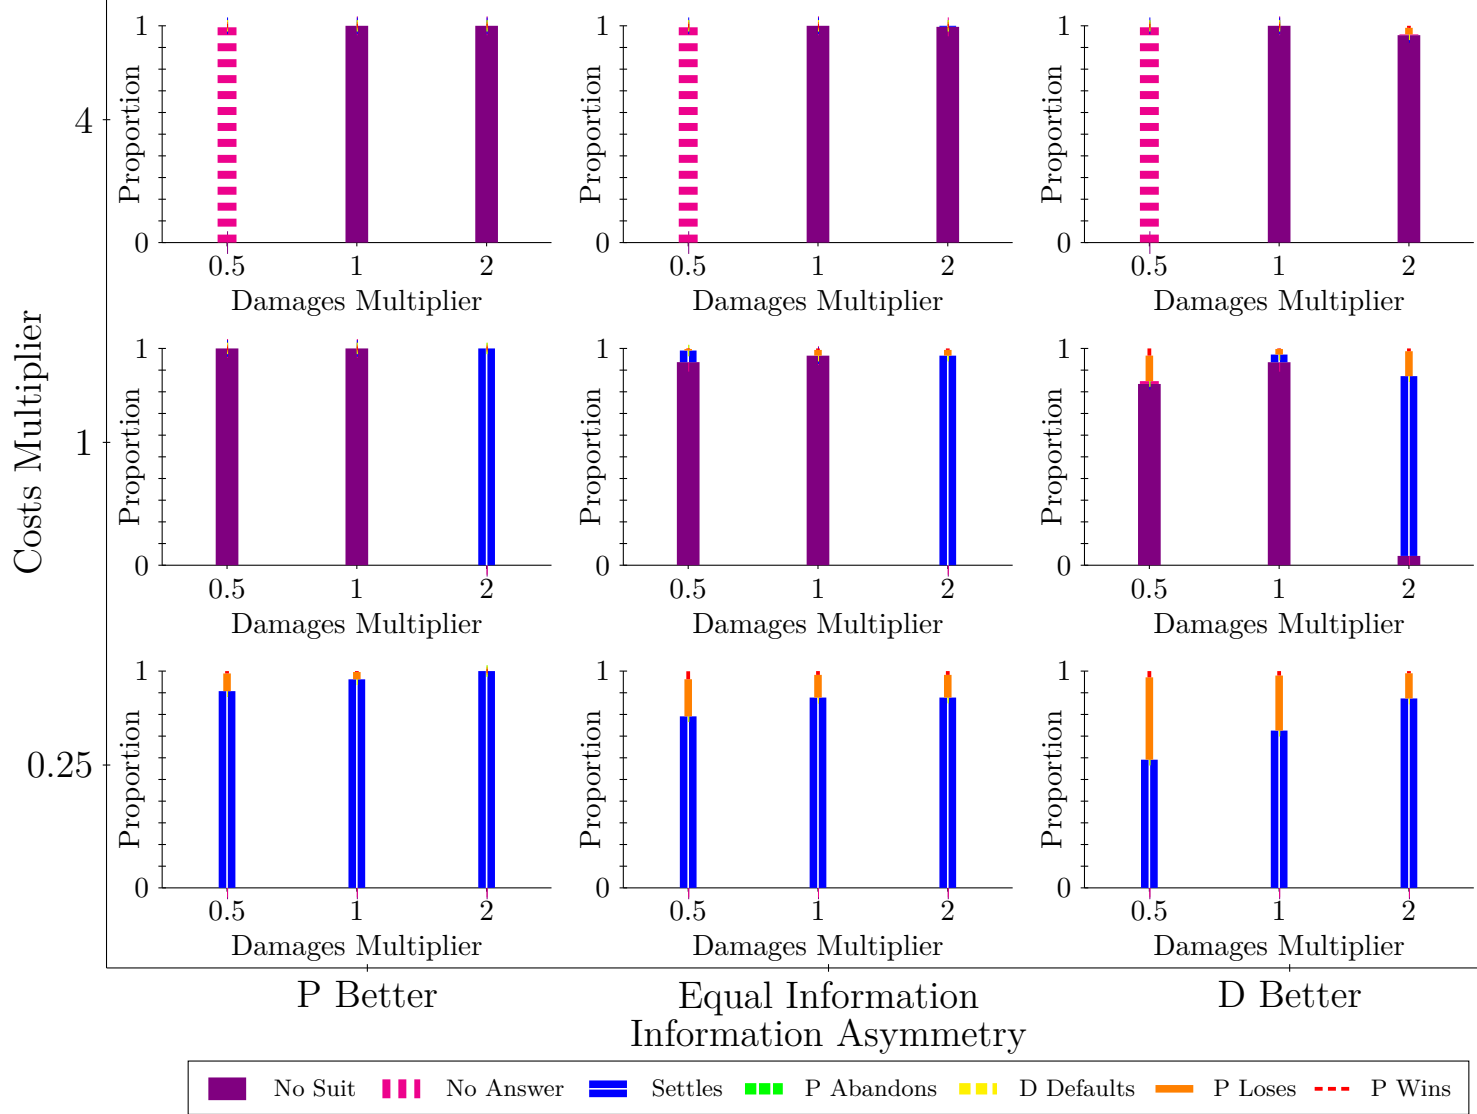 1
Proportion
0
0.5 1 2
Damages Multiplier
1
Proportion
0
0.5 1 2
Damages Multiplier
1
Proportion
0
0.5 1 2
Damages Multiplier
4
1
Proportion
0
0.5 1 2
Damages Multiplier
1
Proportion
0
0.5 1 2
Damages Multiplier
1
Proportion
0
0.5 1 2
Damages Multiplier
Costs Multiplier
1
1
Proportion
0
0.5 1 2
Damages Multiplier
1
Proportion
0
0.5 1 2
Damages Multiplier
1
Proportion
0
0.5 1 2
Damages Multiplier
0.25
P Better Equal Information D Better
Information Asymmetry
No Suit No Answer Settles P Abandons D Defaults P Loses P Wins